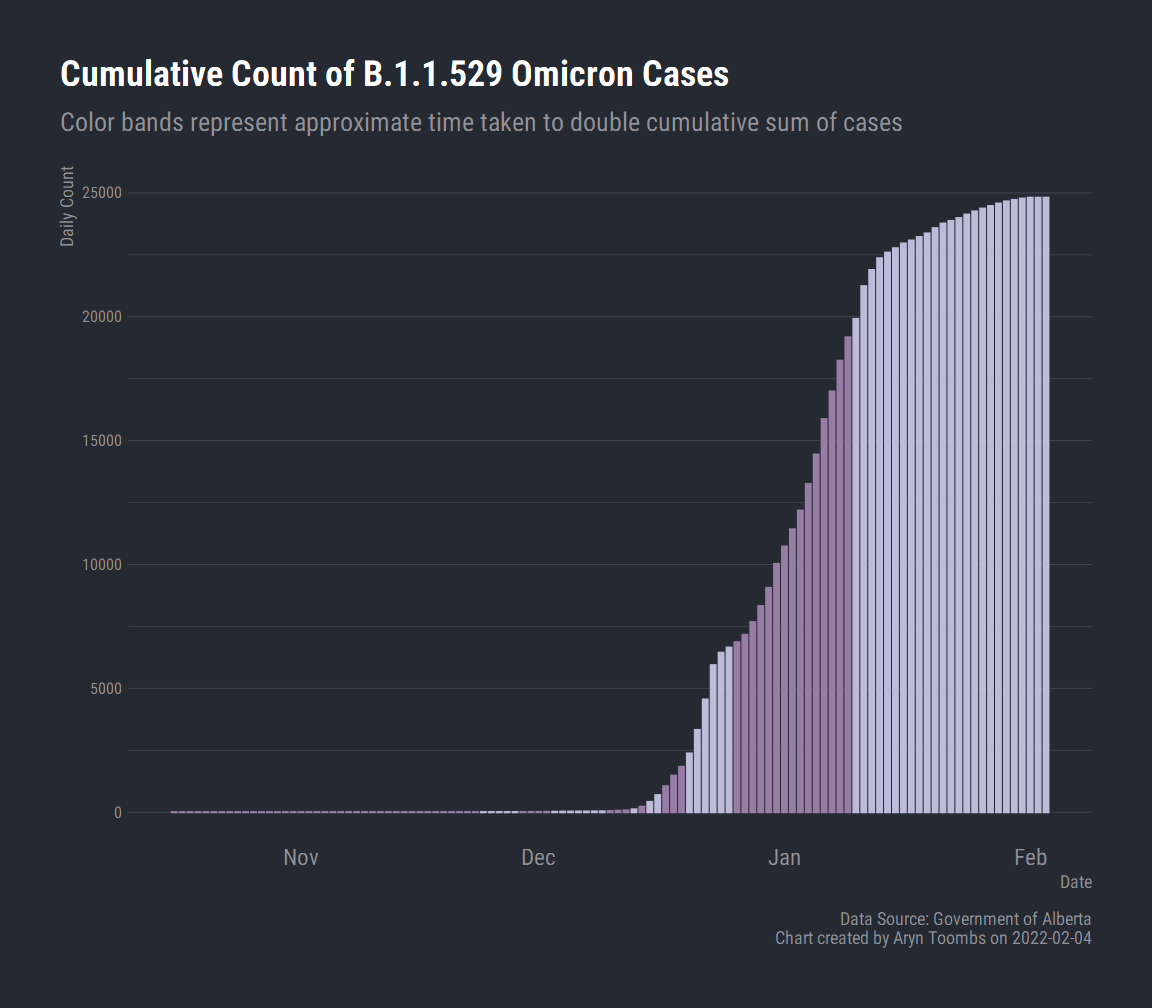 Cumulative Count of B.1.1.529 Omicron Cases
Color bands represent approximate time taken to double cumulative sum of cases
Daily Count
25000
20000
15000
10000
5000
0
Nov
Dec
Jan
Feb
Date
Data Source: Government of Alberta
Chart created by Aryn Toombs on 2022-02-04